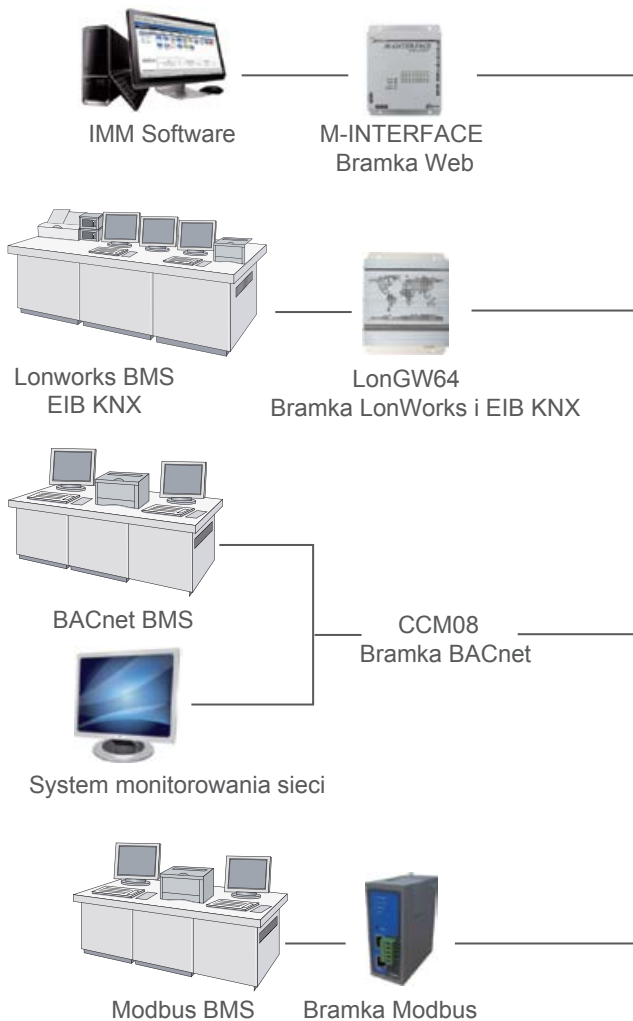 IMM Software
M-INTERFACE
Bramka Web
M-INTERFACE
Lonworks BMS
EIB KNX
LonGW64
Bramka LonWorks i EIB KNX
BACnet BMS
CCM08
Bramka BACnet
System monitorowania sieci
Modbus BMS
Bramka Modbus